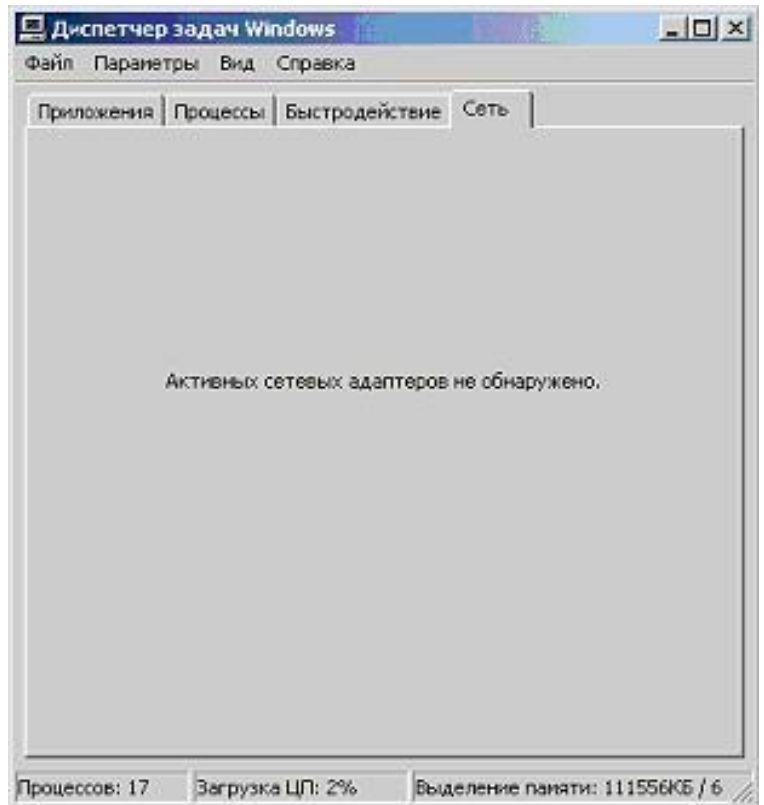 Диспетчер задач Windows
Файл Параметры Вид Справка
Приложения Процессы Быстродействие Сеть
Активных сетевых адаптеров не обнаружено.
Процессов: 17 Загрузка ЦП: 2% Выделение памяти: 111556КБ / 6